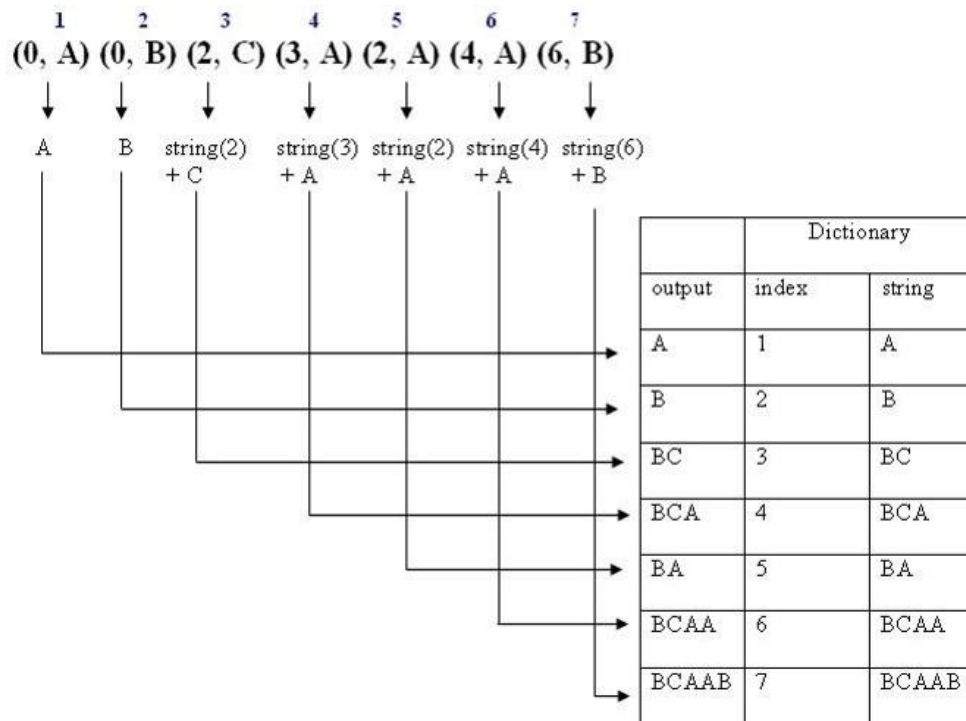 1 2 3 4 5 6 7
(0, A) (0, B) (2, C) (3, A) (2, A) (4, A) (6, B)
A B string(2) string(3) string(2) string(4) string(6)
+ C + A + A + A + B
Dictionary
output index string
A 1 A
B 2 B
BC 3 BC
BCA 4 BCA
BA 5 BA
BCAA 6 BCAA
BCAAB 7 BCAAB